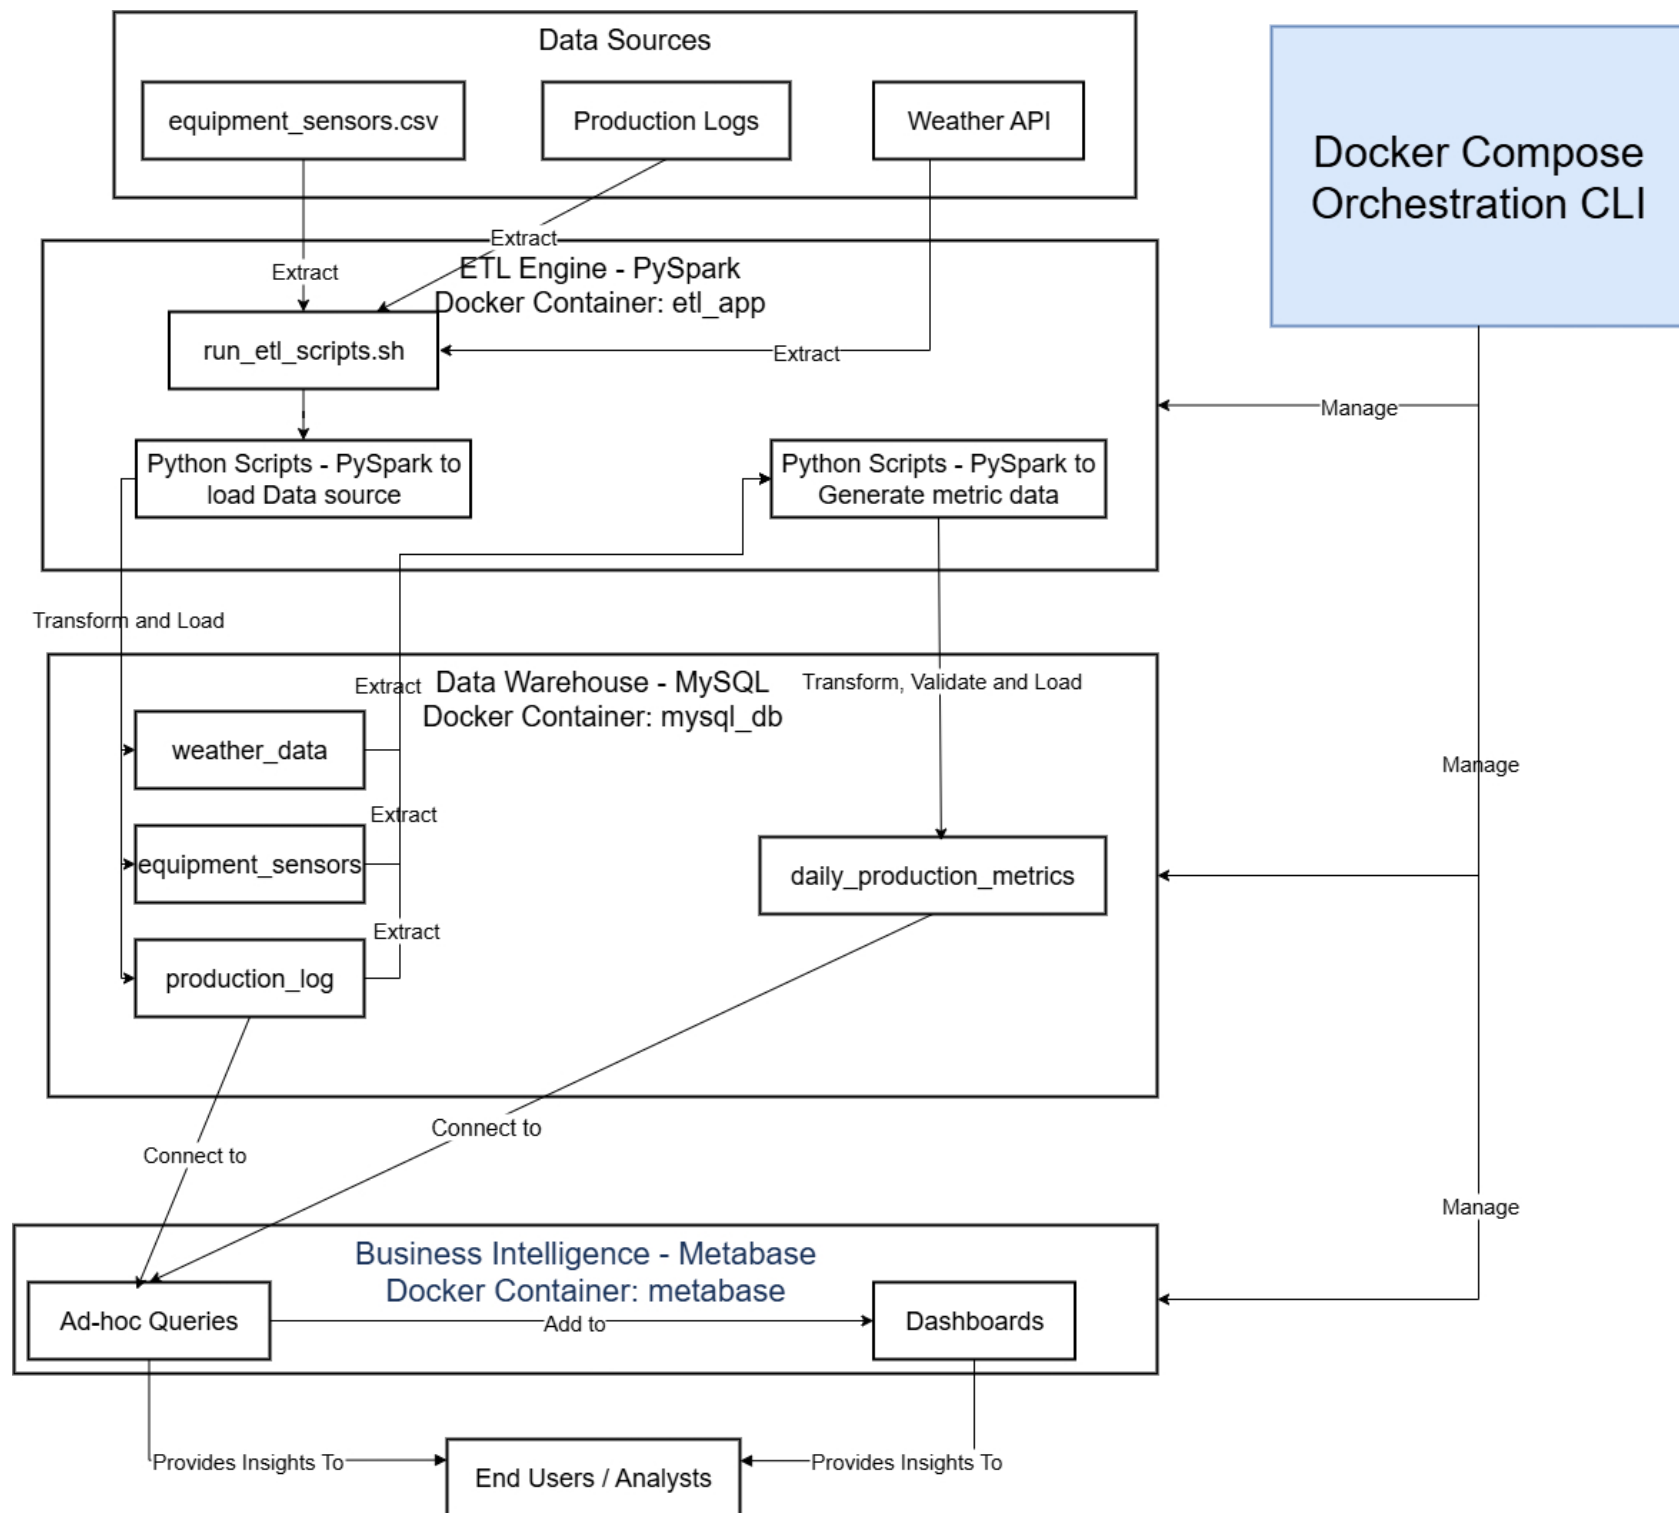 Data Sources
equipment_sensors.csv
Production Logs
Weather API
Docker Compose
Orchestration CLI
Extract
Extract
ETL Engine - PySpark
Docker Container: etl_app
run_etl_scripts.sh
Extract
Manage
Python Scripts - PySpark to
load Data source
Python Scripts - PySpark to
Generate metric data
Transform and Load
Extract
Data Warehouse - MySQL
Docker Container: mysql_db
Transform, Validate and Load
weather_data
Manage
Extract
equipment_sensors
daily_production_metrics
Extract
production_log
Connect to
Connect to
Manage
Business Intelligence - Metabase
Docker Container: metabase
Ad-hoc Queries
Add to
Dashboards
Provides Insights To
End Users / Analysts
Provides Insights To